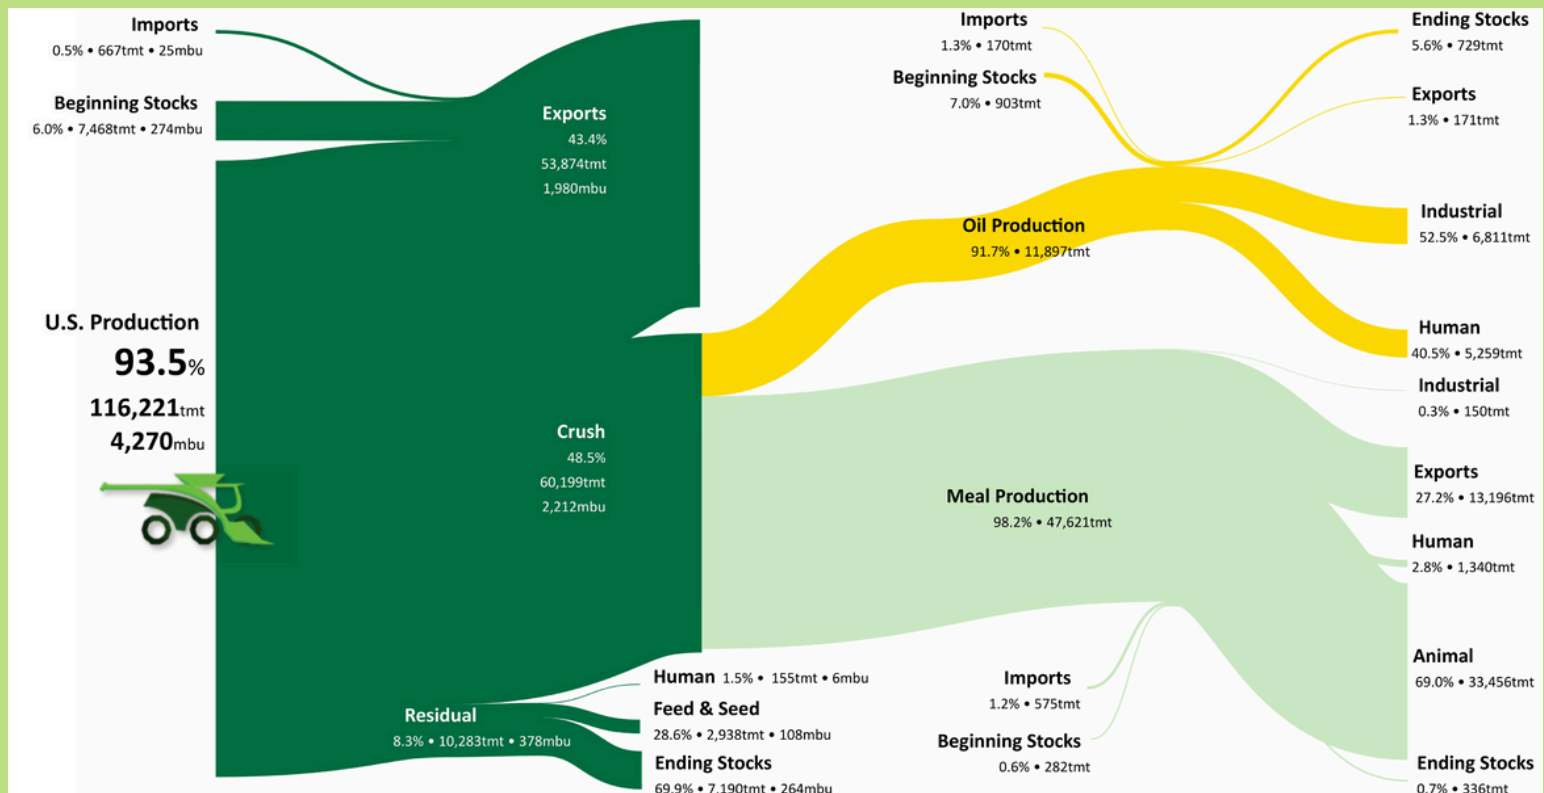 Imports
0.5% • 667tmt • 25mbu
Beginning Stocks
6.0% • 7,468tmt • 274mbu
U.S. Production
93.5%
116,221tmt
4,270mbu
Exports
43.4%
53,874tmt
1,980mbu
Crush
48.5%
60,199tmt
2,212mbu
Residual
8.3% • 10,283tmt • 378mbu
Human 1.5% • 155tmt • 6mbu
Feed & Seed
28.6% • 2,938tmt • 108mbu
Ending Stocks
69.9% • 7,190tmt • 264mbu
Imports
1.3% • 170tmt
Beginning Stocks
7.0% • 903tmt
Oil Production
91.7% • 11,897tmt
Ending Stocks
5.6% • 729tmt
Exports
1.3% • 171tmt
Industrial
52.5% • 6,811tmt
Human
40.5% • 5,259tmt
Meal Production
98.2% • 47,621tmt
Imports
1.2% • 575tmt
Beginning Stocks
0.6% • 282tmt
Industrial
0.3% • 150tmt
Exports
27.2% • 13,196tmt
Human
2.8% • 1,340tmt
Animal
69.0% • 33,456tmt
Ending Stocks
0.7% • 336tmt